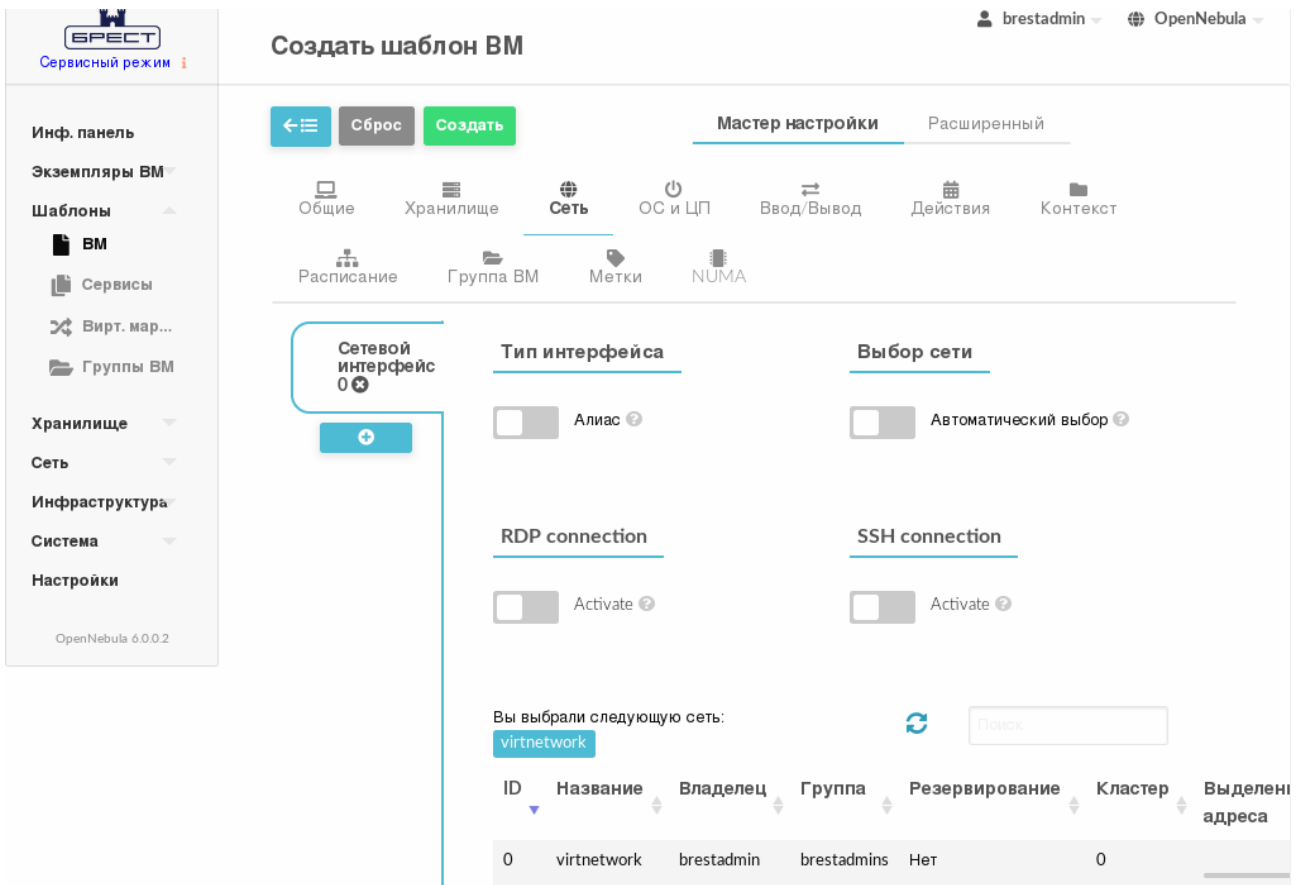 БРЕСТ
Сервисный режим i
brestadmin
OpenNebula
Создать шаблон ВМ
Инф. панель
Экземпляры ВМ
Шаблоны
ВМ
Сервисы
Вирт. мар...
Группы ВМ
Хранилище
Сеть
Инфраструктура
Система
Настройки
OpenNebula 6.0.0.2
Сброс
Создать
Мастер настройки
Расширенный
Общие
Хранилище
Сеть
ОС и ЦП
Ввод/Вывод
Действия
Контекст
Расписание
Группа ВМ
Метки
NUMA
Сетевой
интерфейс
0
Тип интерфейса
Выбор сети
Алиас
Автоматический выбор
RDP connection
SSH connection
Activate
Activate
Вы выбрали следующую сеть:
virtnetwork
Поиск
ID Название Владелец Группа Резервирование Кластер
адреса
0 virtnetwork brestadmin brestadmins Нет 0